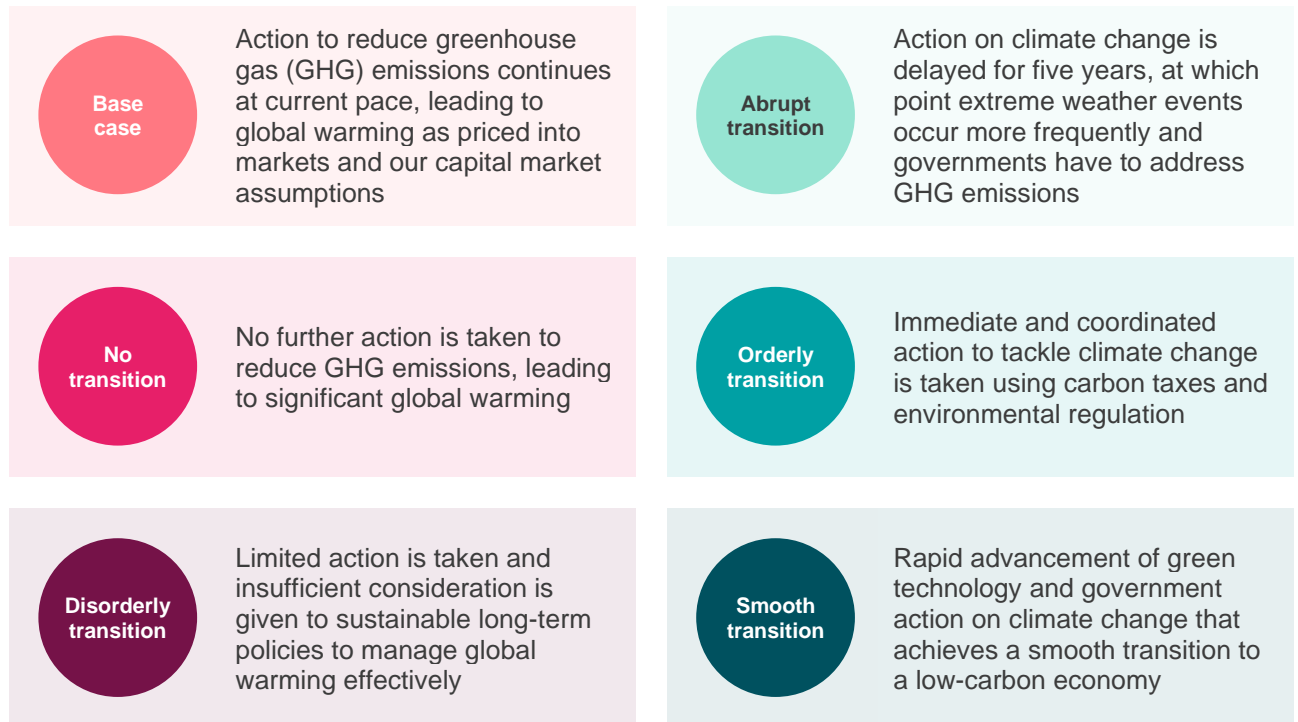 Base
case
Action to reduce greenhouse
gas (GHG) emissions continues
at current pace, leading to
global warming as priced into
markets and our capital market
assumptions
Abrupt
transition
Action on climate change is
delayed for five years, at which
point extreme weather events
occur more frequently and
governments have to address
GHG emissions
No
transition
No further action is taken to
reduce GHG emissions, leading
to significant global warming
Orderly
transition
Immediate and coordinated
action to tackle climate change
is taken using carbon taxes and
environmental regulation
Disorderly
transition
Limited action is taken and
insufficient consideration is
given to sustainable long-term
policies to manage global
warming effectively
Smooth
transition
Rapid advancement of green
technology and government
action on climate change that
achieves a smooth transition to
a low-carbon economy